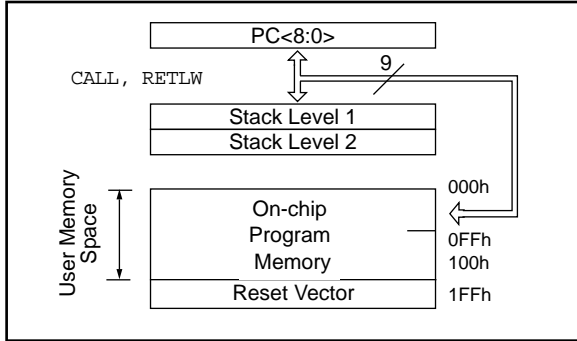 PC<8:0>
9
CALL, RETLW
Stack Level 1
Stack Level 2
User Memory
Space
000h
On-chip
Program
0FFh
Memory
100h
Reset Vector
1FFh